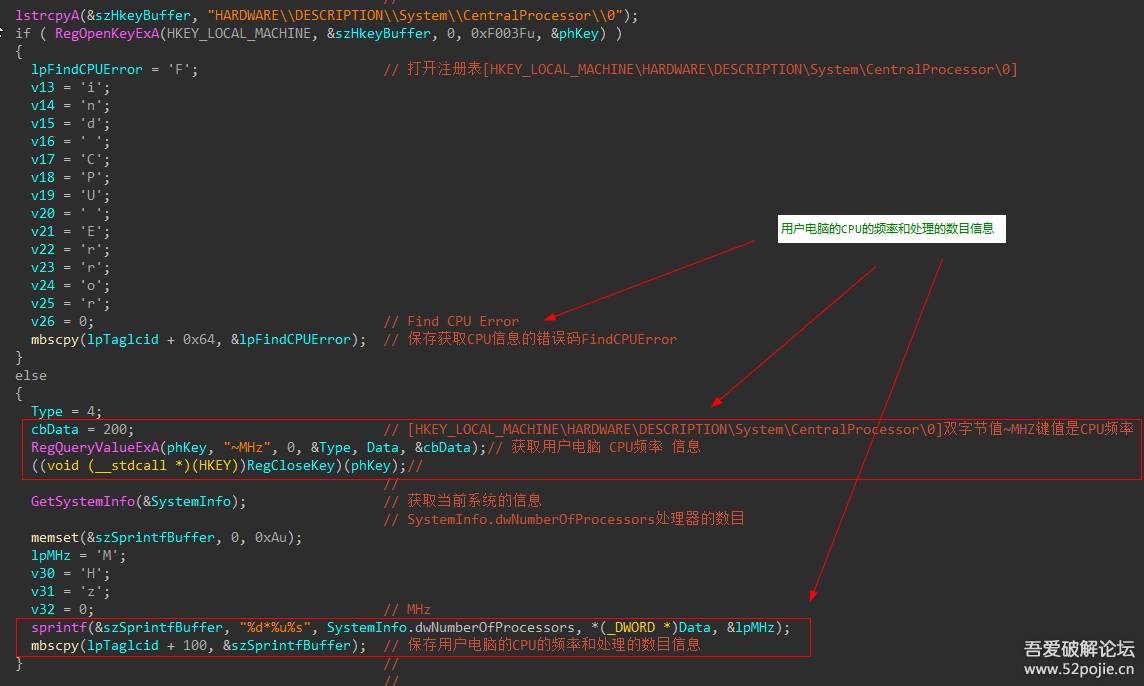 lstrcpyA(&szHkeyBuffer, "HARDWARE\\DESCRIPTION\\System\\CentralProcessor\\0");
if ( RegOpenKeyExA(HKEY_LOCAL_MACHINE, &szHkeyBuffer, 0, 0xF003Fu, &phKey) )
{
lpFindCPUError = 'F'; // 打开注册表[HKEY_LOCAL_MACHINE\HARDWARE\DESCRIPTION\System\CentralProcessor\0]
v13 = 'i';
v14 = 'n';
v15 = 'd';
v16 = ' ';
v17 = 'C';
v18 = 'P';
v19 = 'U';
v20 = ' ';
v21 = 'E';
v22 = 'r';
v23 = 'r';
v24 = 'o';
v25 = 'r';
v26 = 0; // Find CPU Error
mbscpy(lpTaglcid + 0x64, &lpFindCPUError); // 保存获取CPU信息的错误码FindCPUError
}
else
{
Type = 4;
cbData = 200; // [HKEY_LOCAL_MACHINE\HARDWARE\DESCRIPTION\System\CentralProcessor\0]双字节值~MHZ键值是CPU频率
RegQueryValueExA(phKey, "~MHz", 0, &Type, Data, &cbData);// 获取用户电脑 CPU频率 信息
((void (__stdcall *)(HKEY))RegCloseKey)(phKey);//
//
GetSystemInfo(&SystemInfo); // 获取当前系统的信息
// SystemInfo.dwNumberOfProcessors处理器的数目
memset(&szSprintfBuffer, 0, 0xAu);
lpMHz = 'M';
v30 = 'H';
v31 = 'z';
v32 = 0; // MHz
sprintf(&szSprintfBuffer, "%d*%u%s", SystemInfo.dwNumberOfProcessors, *(_DWORD *)Data, &lpMHz);
mbscpy(lpTaglcid + 100, &szSprintfBuffer); // 保存用户电脑的CPU的频率和处理的数目信息
} //
//
用户电脑的CPU的频率和处理的数目信息
吾爱破解论坛
www.52pojie.cn